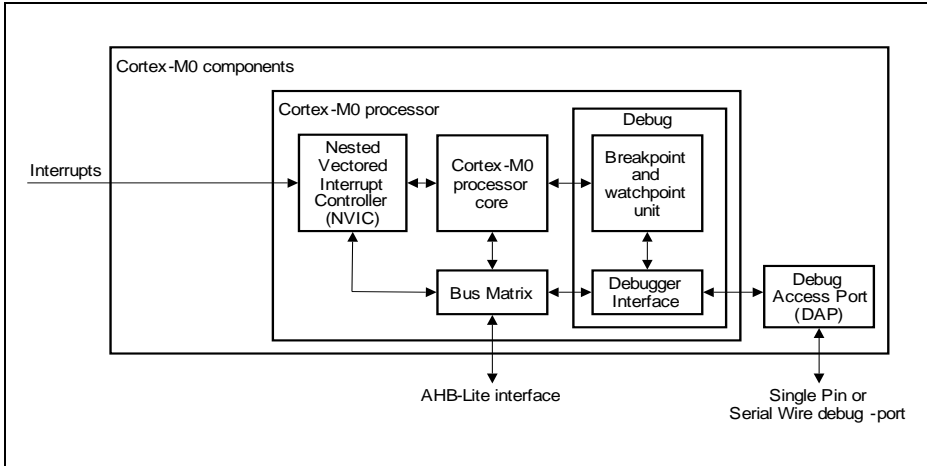 Cortex-M0 components
Cortex-M0 processor
Debug
Interrupts
Nested
Vectored
Interrupt
Controller
(NVIC)
Cortex-M0
processor
core
Breakpoint
and
watchpoint
unit
Bus Matrix
Debugger
Interface
Debug
Access Port
(DAP)
AHB-Lite interface
Single Pin or
Serial Wire debug -port